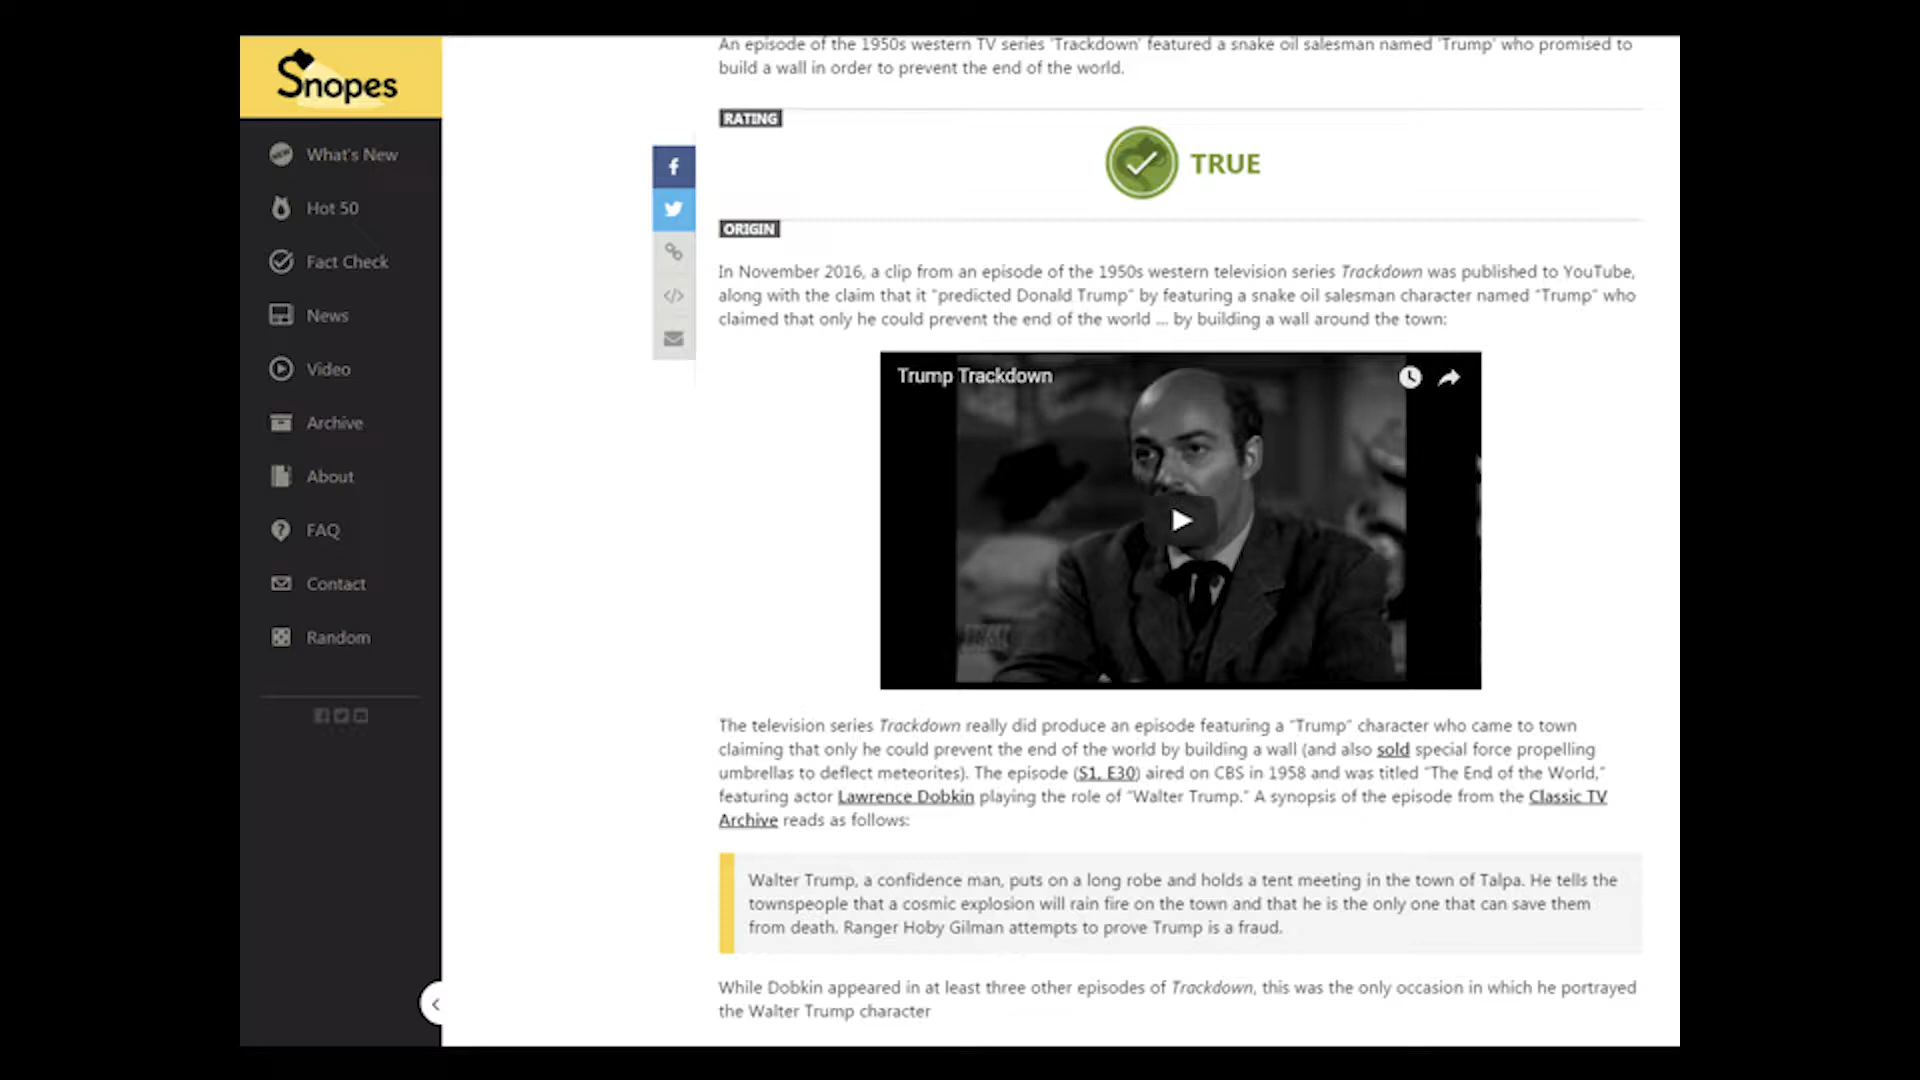 Snopes
What's New
Hot 50
Fact Check
News
Video
Archive
About
FAQ
Contact
Random
An episode of the 1950s western TV series 'Trackdown' featured a snake oil salesman named 'Trump' who promised to
build a wall in order to prevent the end of the world.
RATING
TRUE
ORIGIN
In November 2016, a clip from an episode of the 1950s western television series Trackdown was published to YouTube,
along with the claim that it "predicted Donald Trump" by featuring a snake oil salesman character named "Trump" who
claimed that only he could prevent the end of the world ... by building a wall around the town:
Trump Trackdown
The television series Trackdown really did produce an episode featuring a "Trump" character who came to town
claiming that only he could prevent the end of the world by building a wall (and also sold special force propelling
umbrellas to deflect meteorites). The episode (S1, E30) aired on CBS in 1958 and was titled "The End of the World,"
featuring actor Lawrence Dobkin playing the role of "Walter Trump." A synopsis of the episode from the Classic TV
Archive reads as follows:
Walter Trump, a confidence man, puts on a long robe and holds a tent meeting in the town of Talpa. He tells the
townspeople that a cosmic explosion will rain fire on the town and that he is the only one that can save them
from death. Ranger Hoby Gilman attempts to prove Trump is a fraud.
While Dobkin appeared in at least three other episodes of Trackdown, this was the only occasion in which he portrayed
the Walter Trump character